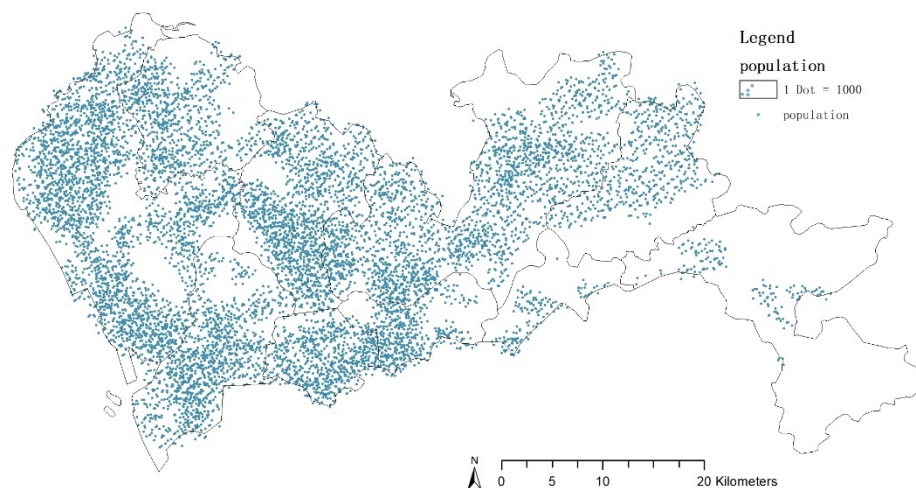 Legend
population
1 Dot = 1000
population
N
0 5 10 20 Kilometers